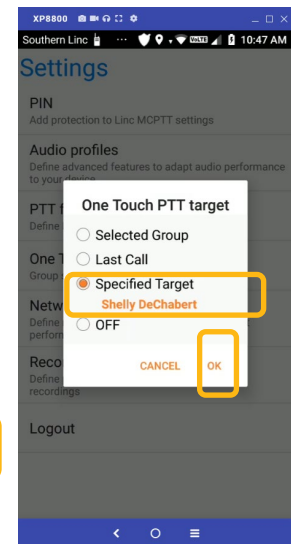 XP8800
Southern Linc ... VoLTE 10:47 AM
Settings
PIN
Add protection to Linc MCPTT settings
Audio profiles
Define advanced features to adapt audio performance
to your device
PTT
Define
One T
Group
Netw
Define
perform
Reco
Define
recordings
Logout
One Touch PTT target
Selected Group
Last Call
Specified Target
Shelly DeChabert
OFF
CANCEL OK